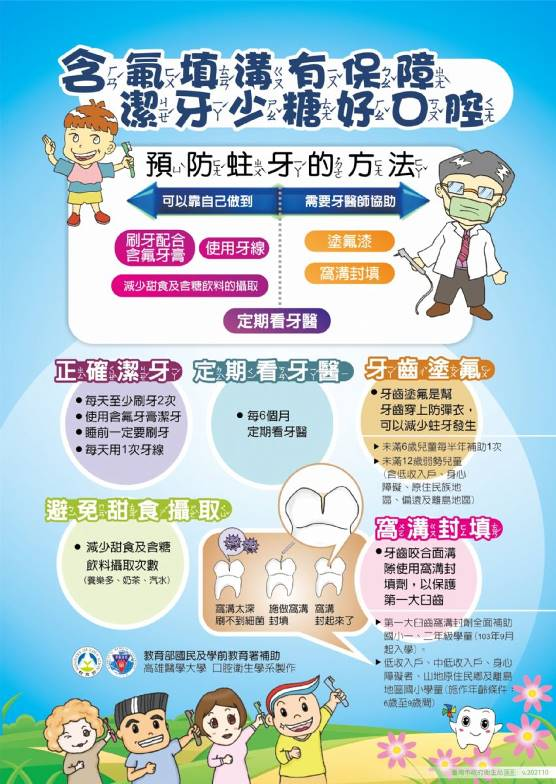 含氟填溝有保障
潔牙少糖好口腔
預防蛀牙的方法
可以靠自己做到
需要牙醫師協助
刷牙配合
含氟牙膏
使用牙線
減少甜食及含糖飲料的攝取
塗氟漆
窩溝封填
定期看牙醫
正確潔牙
• 每天至少刷牙2次
• 使用含氟牙膏潔牙
• 睡前一定要刷牙
• 每天用1次牙線
定期看牙醫
• 每6個月
定期看牙醫
牙齒塗氟
• 牙齒塗氟是幫
牙齒穿上防彈衣，
可以減少蛀牙發生
▶ 未滿6歲兒童每半年補助1次
▶ 未滿12歲弱勢兒童
(含低收入戶、身心
障礙、原住民族地
區、偏遠及離島地區)
避免甜食攝取
• 減少甜食及含糖
飲料攝取次數
(養樂多、奶茶、汽水)
窩溝太深
刷不到細菌
施做窩溝
封填
窩溝
封起來了
窩溝封填
• 牙齒咬合面溝
隙使用窩溝封
填劑，以保護
第一大臼齒
▶ 第一大臼齒窩溝封劑全面補助
國小一、二年級學童(103年9月
起入學)。
▶ 低收入戶、中低收入戶、身心
障礙者、山地原住民鄉及離島
地區國小學童(施作年齡條件：
6歲至9歲間)
教育部國民及學前教育署補助
高雄醫學大學 口腔衛生學系製作